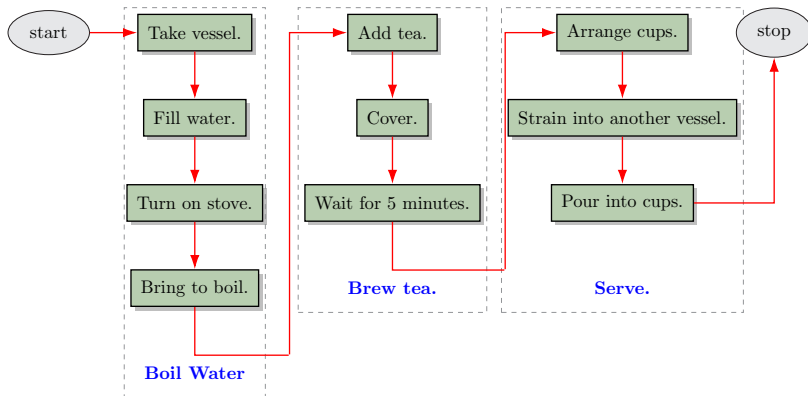 start
Take vessel.
Fill water.
Turn on stove.
Bring to boil.
Boil Water
Add tea.
Cover.
Wait for 5 minutes.
Brew tea.
Arrange cups.
Strain into another vessel.
Pour into cups.
Serve.
stop